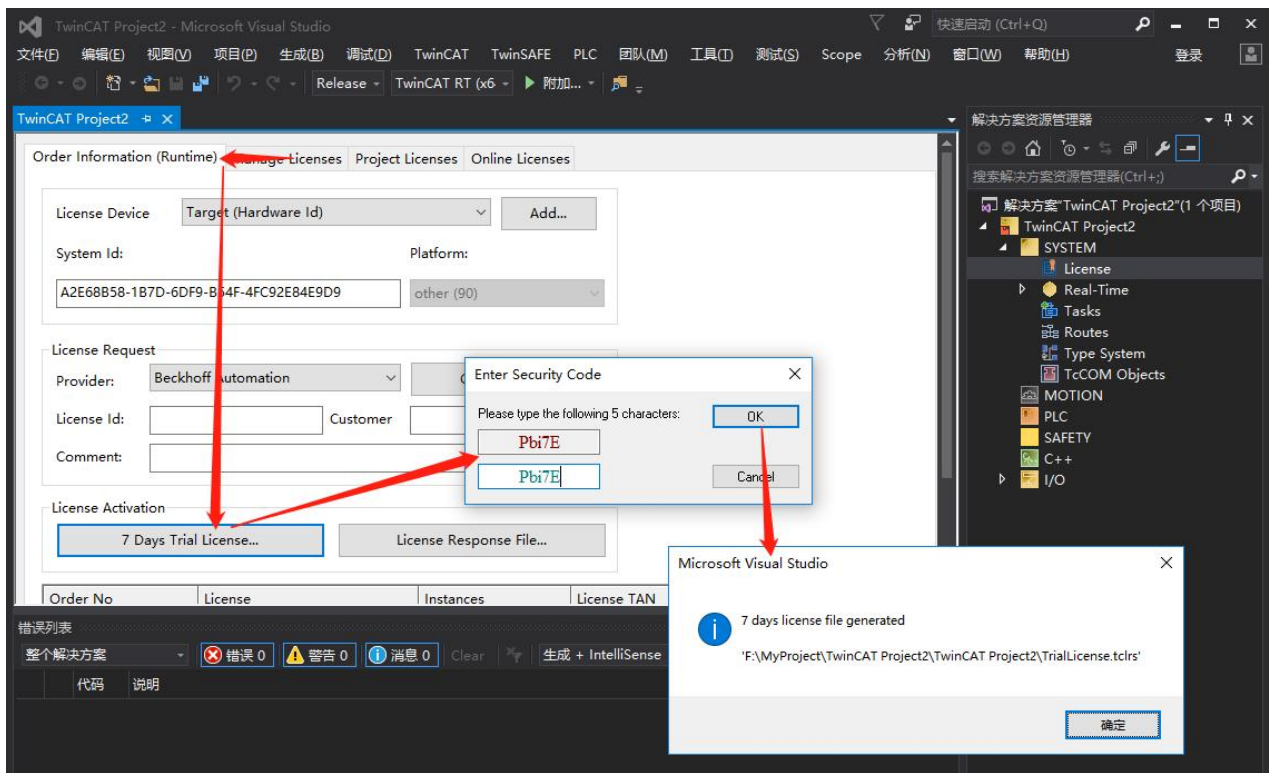 TwinCAT Project2 - Microsoft Visual Studio
快速启动 (Ctrl+Q)
文件(F) 编辑(E) 视图(V) 项目(P) 生成(B) 调试(D) TwinCAT TwinSAFE PLC 团队(M) 工具(T) 测试(S) Scope 分析(N) 窗口(W) 帮助(H) 登录
Release TwinCAT RT (x6 附加...
TwinCAT Project2
Order Information (Runtime) Manage Licenses Project Licenses Online Licenses
License Device Target (Hardware Id) Add...
System Id: Platform:
A2E68B58-1B7D-6DF9-B54F-4FC92E84E9D9 other (90)
License Request
Provider: Beckhoff Automation
License Id: Customer
Comment:
License Activation
7 Days Trial License... License Response File...
Order No License Instances License TAN
Enter Security Code
Please type the following 5 characters:
OK
Pbi7E
Pbi7E
Cancel
Microsoft Visual Studio
7 days license file generated
'F:\MyProject\TwinCAT Project2\TwinCAT Project2\TrialLicense.tclrs'
确定
错误列表
整个解决方案 错误 0 警告 0 消息 0 Clear 生成 + IntelliSense
代码 说明
解决方案资源管理器
搜索解决方案资源管理器(Ctrl+;)
解决方案"TwinCAT Project2"(1 个项目)
TwinCAT Project2
SYSTEM
License
Real-Time
Tasks
Routes
Type System
TcCOM Objects
MOTION
PLC
SAFETY
C++
I/O